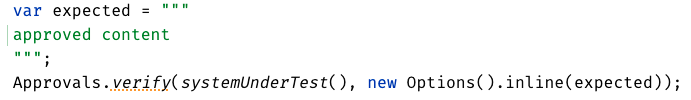 var expected = """
approved content
""";
Approvals.verify(systemUnderTest(), new Options().inline(expected));